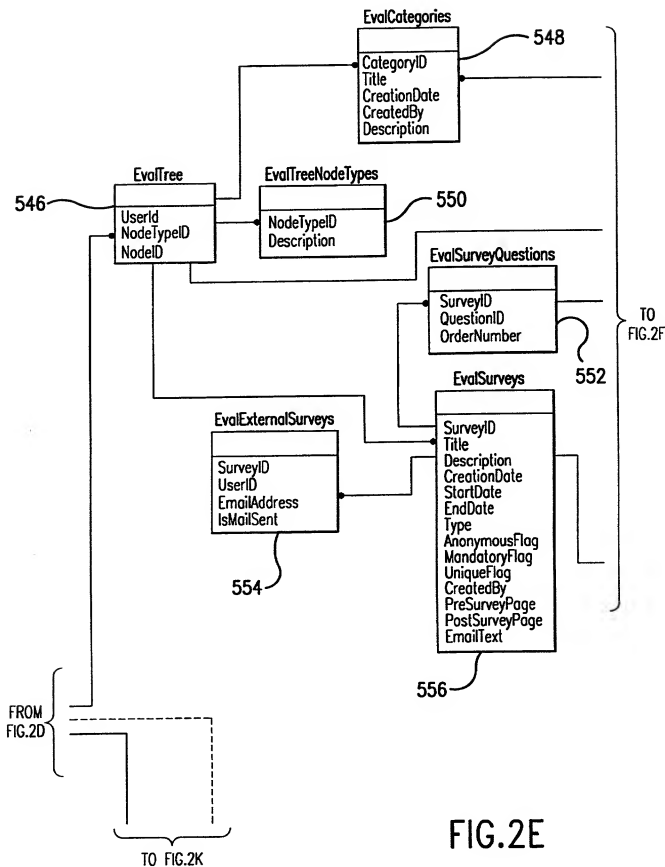 EvalCategories
548
CategoryID
Title
CreationDate
CreatedBy
Description
EvalTree
546
UserId
NodeTypeID
NodeID
EvalTreeNodeTypes
550
NodeTypeID
Description
EvalSurveyQuestions
SurveyID
QuestionID
OrderNumber
552
TO
FIG.2F
EvalExternalSurveys
SurveyID
UserID
EmailAddress
IsMailSent
554
EvalSurveys
SurveyID
Title
Description
CreationDate
StartDate
EndDate
Type
AnonymousFlag
MandatoryFlag
UniqueFlag
CreatedBy
PreSurveyPage
PostSurveyPage
EmailText
556
FROM
FIG.2D
TO FIG.2K
FIG.2E